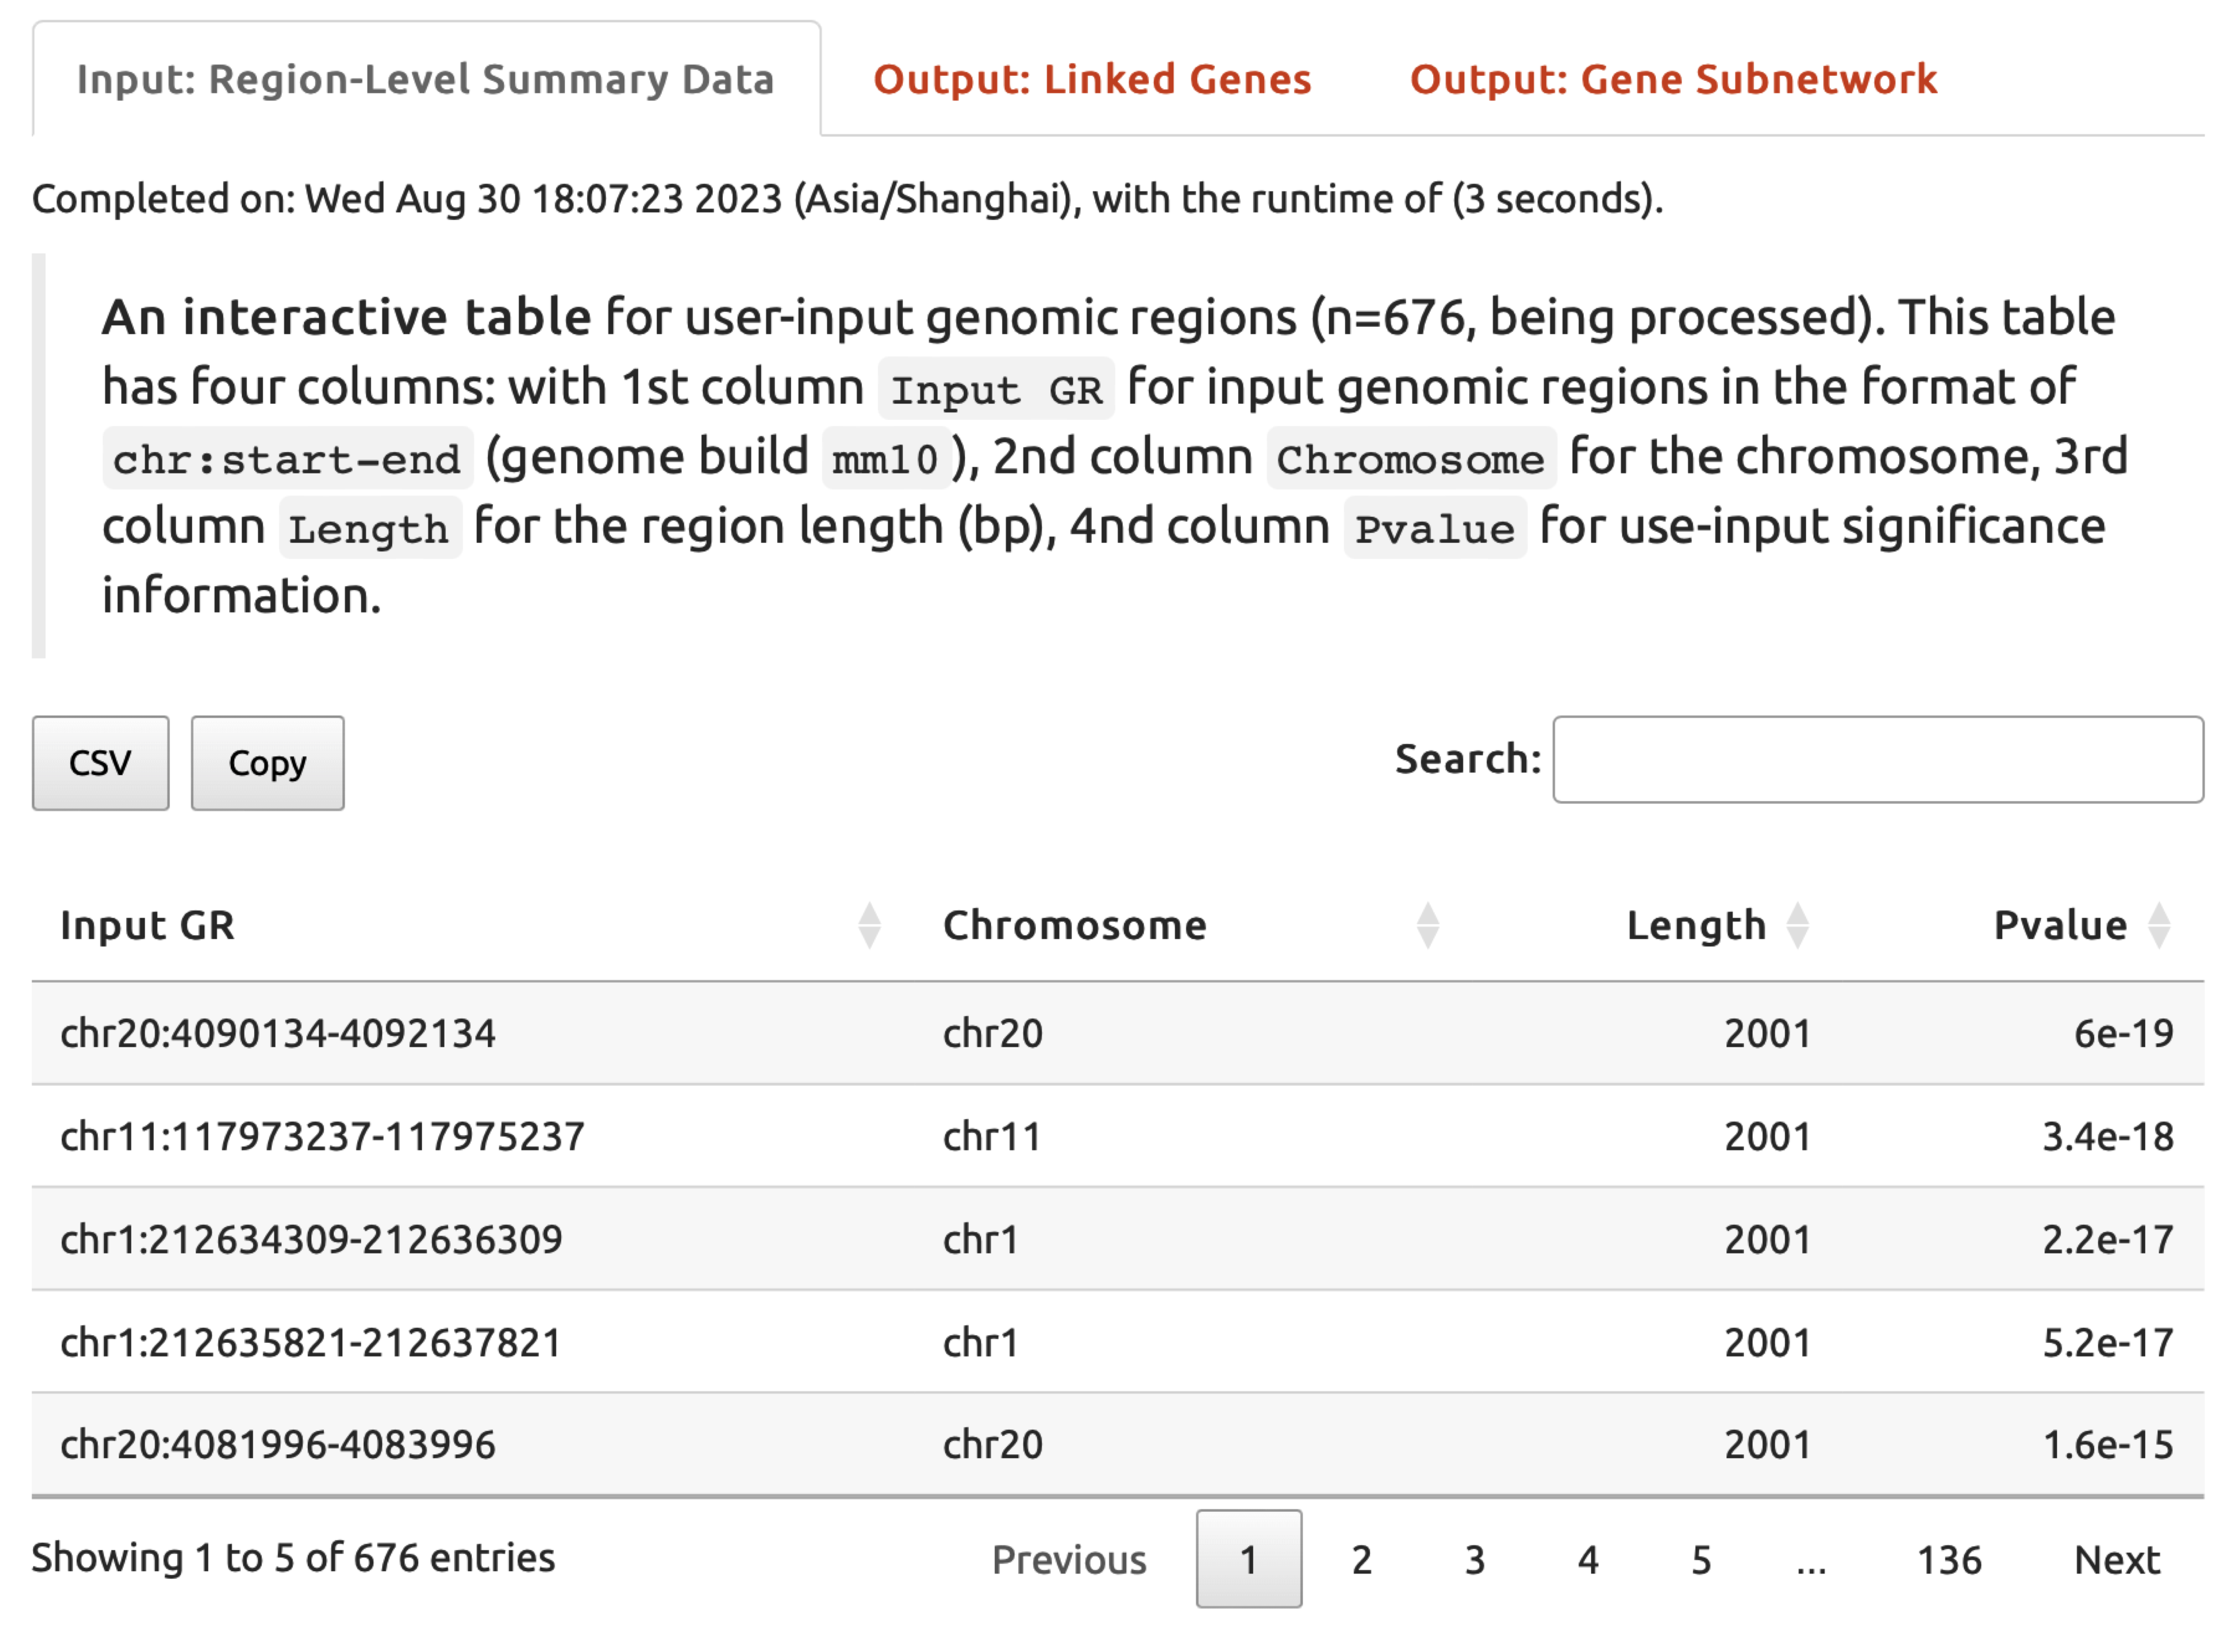 Input: Region-Level Summary Data Output: Linked Genes Output: Gene Subnetwork
Completed on: Wed Aug 30 18:07:23 2023 (Asia/Shanghai), with the runtime of (3 seconds).
An interactive table for user-input genomic regions (n=676, being processed). This table
has four columns: with 1st column Input GR for input genomic regions in the format of
chr:start-end (genome build mm10), 2nd column Chromosome for the chromosome, 3rd
column Length for the region length (bp), 4nd column Pvalue for use-input significance
information.
CSV Copy Search:
Input GR Chromosome Length Pvalue
chr20:4090134-4092134 chr20 2001 6e-19
chr11:117973237-117975237 chr11 2001 3.4e-18
chr1:212634309-212636309 chr1 2001 2.2e-17
chr1:212635821-212637821 chr1 2001 5.2e-17
chr20:4081996-4083996 chr20 2001 1.6e-15
Showing 1 to 5 of 676 entries Previous 1 2 3 4 5 ... 136 Next